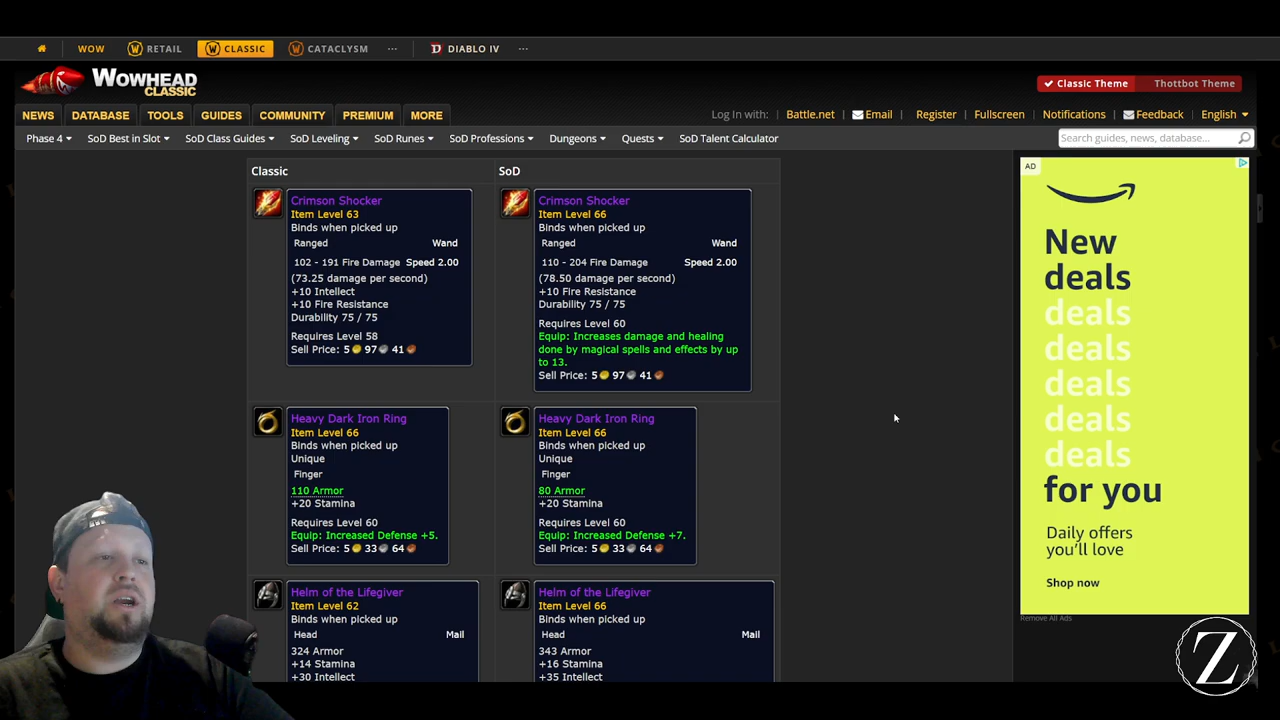 WOW RETAIL CLASSIC CATACLYSM ... DIABLO IV ...
WOWHEAD
CLASSIC
Classic Theme Thottbot Theme
NEWS DATABASE TOOLS GUIDES COMMUNITY PREMIUM MORE
Log In with: Battle.net Email Register Fullscreen Notifications Feedback English
Phase 4 SoD Best in Slot SoD Class Guides SoD Leveling SoD Runes SoD Professions Dungeons Quests SoD Talent Calculator
Search guides, news, database...
Classic
Crimson Shocker
Item Level 63
Binds when picked up
Ranged Wand
102 - 191 Fire Damage Speed 2.00
(73.25 damage per second)
+10 Intellect
+10 Fire Resistance
Durability 75 / 75
Requires Level 58
Sell Price: 5 97 41
SoD
Crimson Shocker
Item Level 66
Binds when picked up
Ranged Wand
110 - 204 Fire Damage Speed 2.00
(78.50 damage per second)
+10 Fire Resistance
Durability 75 / 75
Requires Level 60
Equip: Increases damage and healing
done by magical spells and effects by up
to 13.
Sell Price: 5 97 41
Heavy Dark Iron Ring
Item Level 66
Binds when picked up
Unique
Finger
110 Armor
+20 Stamina
Requires Level 60
Equip: Increased Defense +5.
Sell Price: 5 33 64
Heavy Dark Iron Ring
Item Level 66
Binds when picked up
Unique
Finger
80 Armor
+20 Stamina
Requires Level 60
Equip: Increased Defense +7.
Sell Price: 5 33 64
Helm of the Lifegiver
Item Level 62
Binds when picked up
Head Mail
324 Armor
+14 Stamina
+30 Intellect
Helm of the Lifegiver
Item Level 66
Binds when picked up
Head Mail
343 Armor
+16 Stamina
+35 Intellect
AD
New
deals
deals
deals
deals
deals
deals
for you
Daily offers
you'll love
Shop now
Remove All Ads
Z